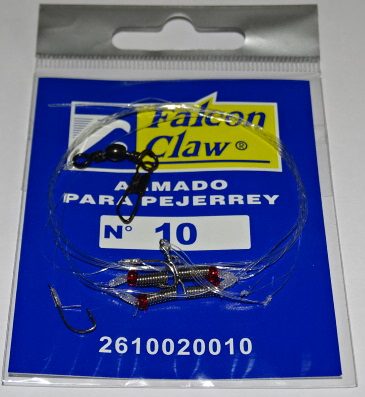 Falcon
Claw ®
ARMADO
PARA PEJERREY
N° 10
2610020010